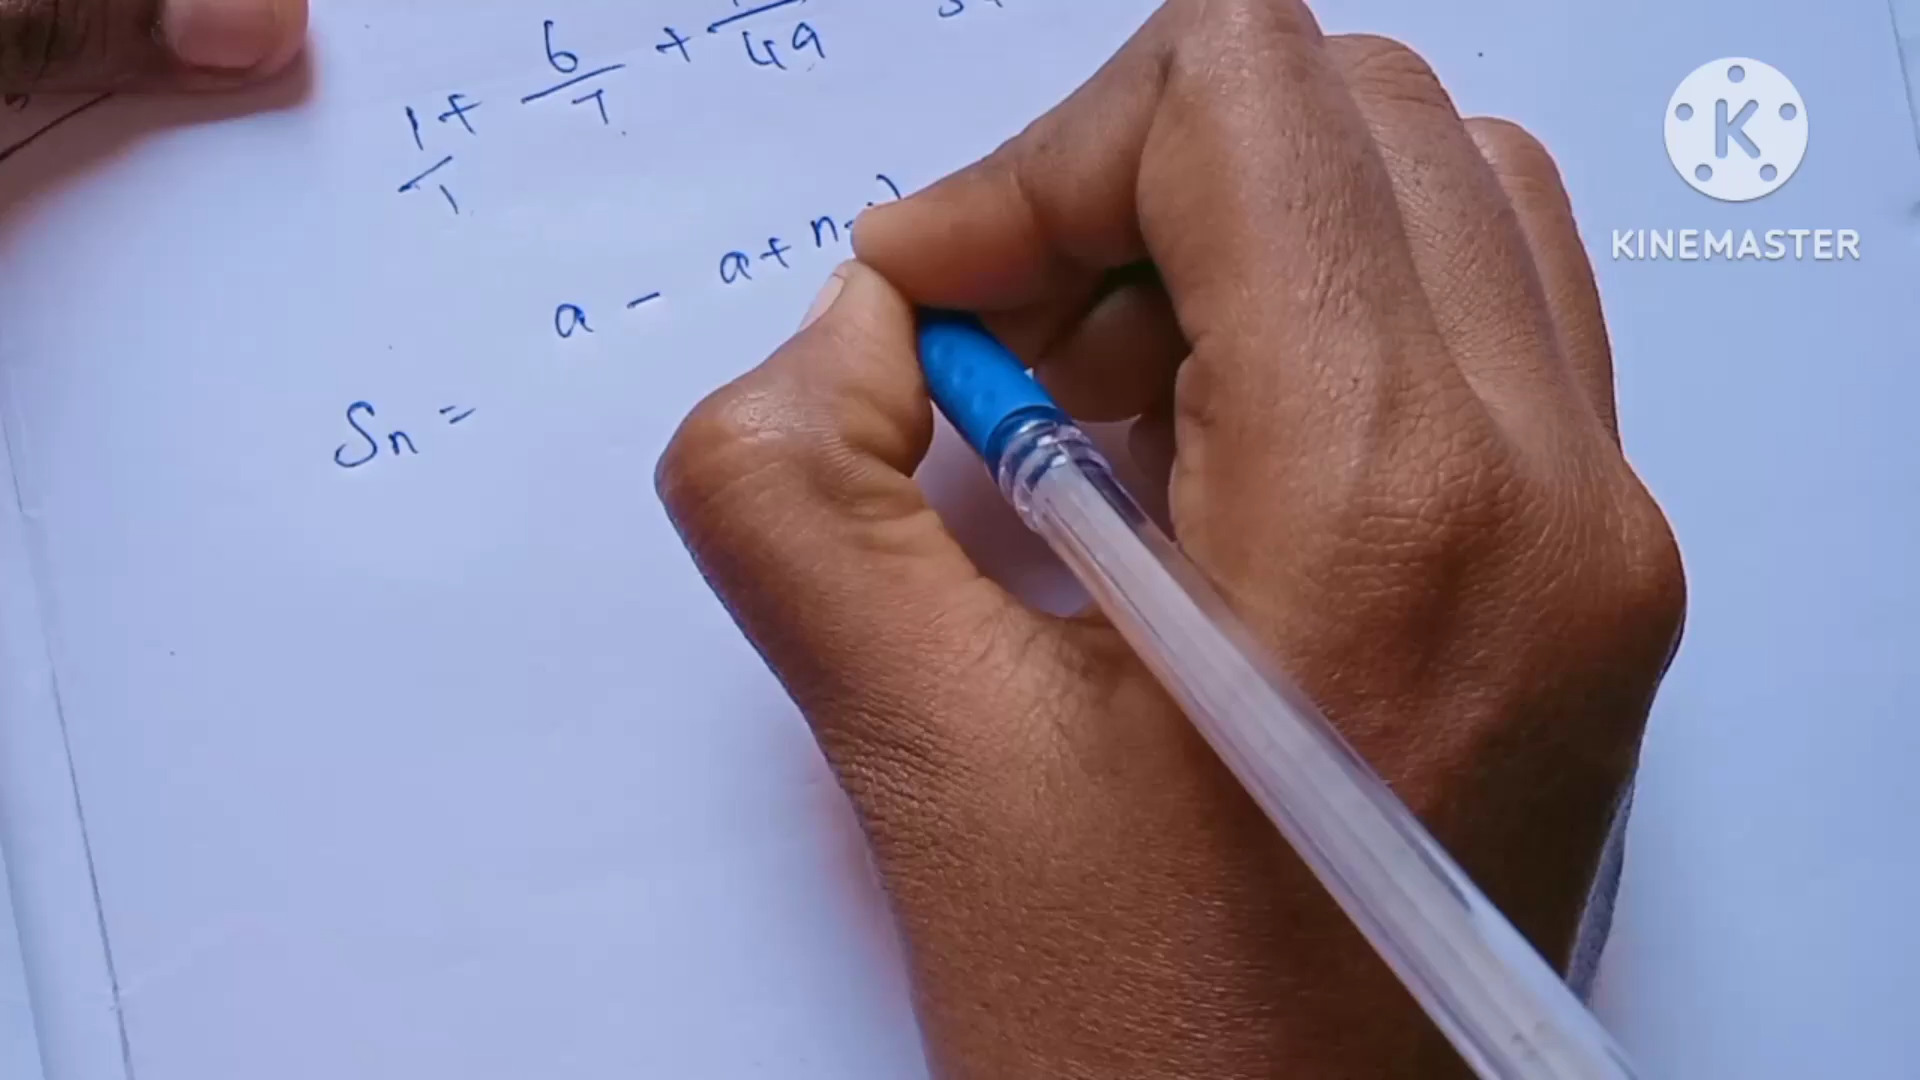 6 + 49
1 + 7
1
a - a + n -
Sn =
KINEMASTER